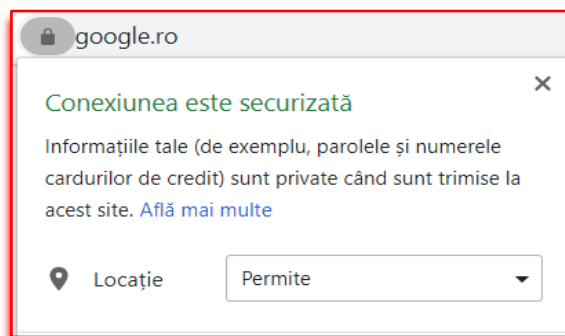 google.ro
Conexiunea este securizată
Informațiile tale (de exemplu, parolele și numerele
cardurilor de credit) sunt private când sunt trimise la
acest site. Află mai multe
Locație Permite